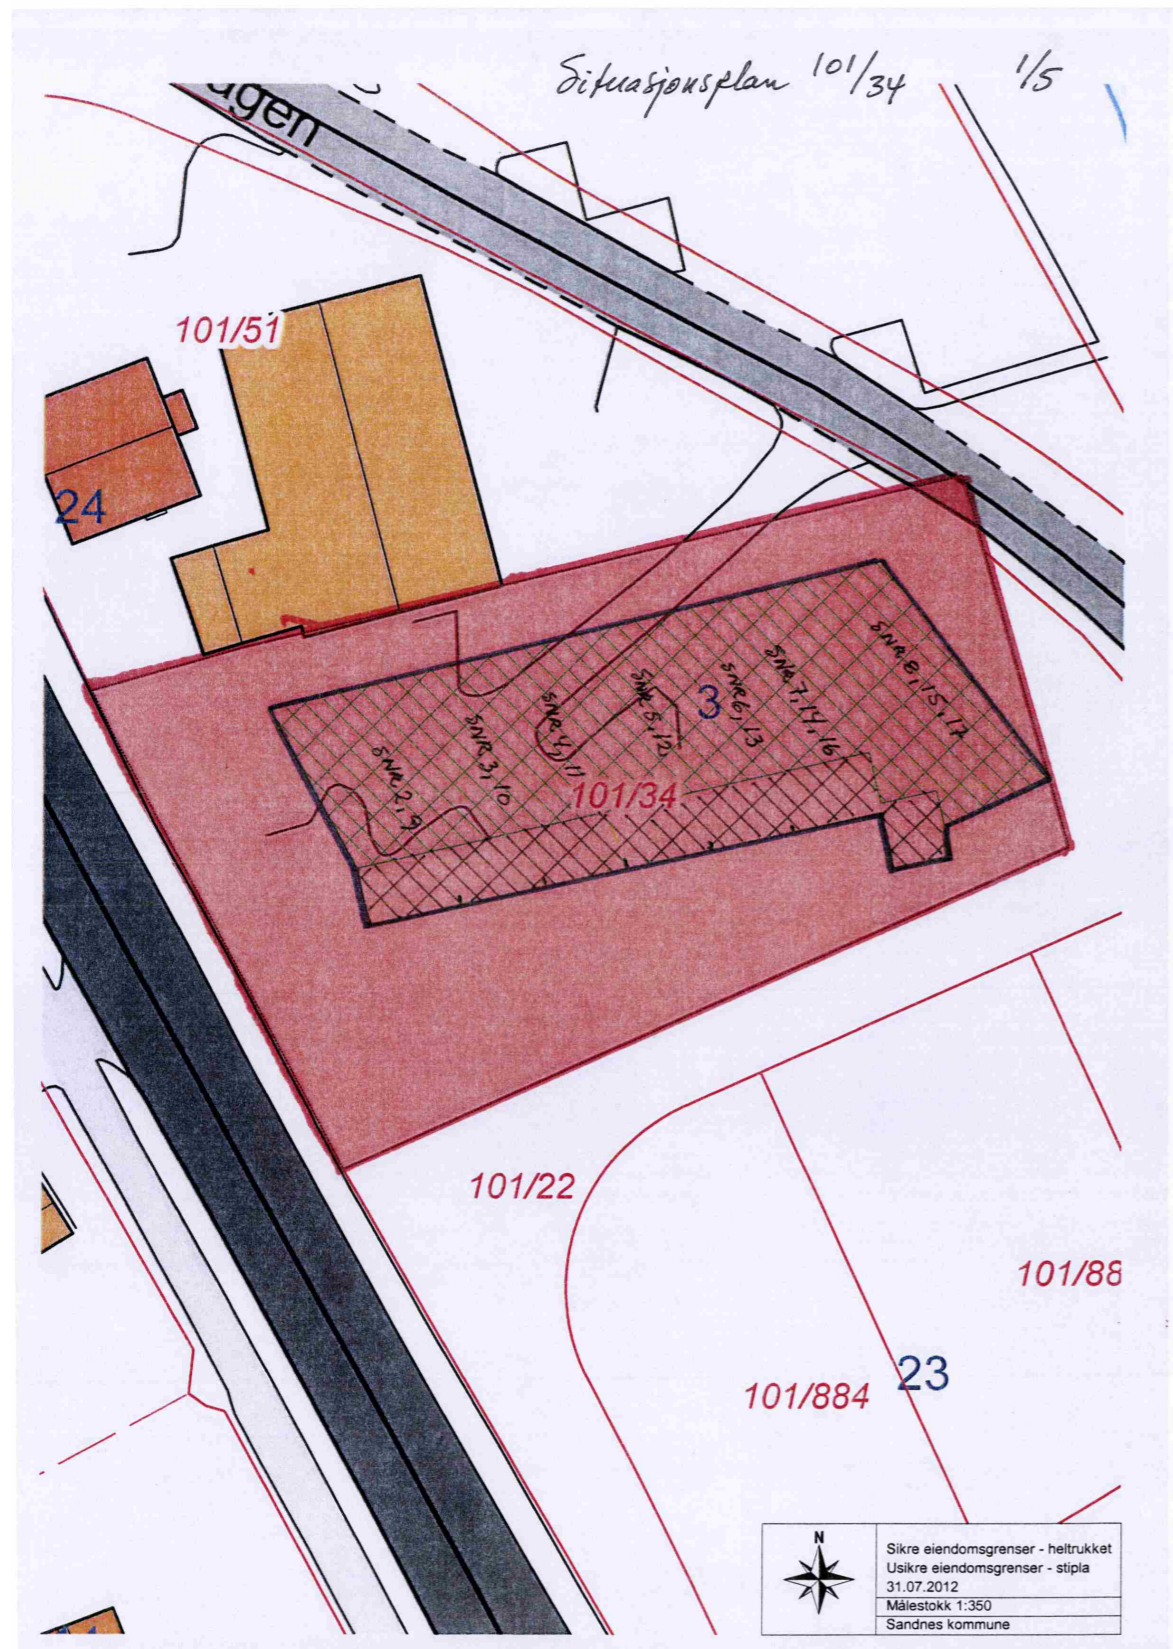 Situasjonsplan 101/34 1/5
agen
101/51
24
SNR 8, 15, 17
SNR 7, 14, 16
SNR 6, 13
3
SNR 5, 12
SNR 4, 11
SNR 3, 10
SNR 2, 9
101/34
101/22
101/88
101/884
23
N
Sikre eiendomsgrenser - heltrukket
Usikre eiendomsgrenser - stipla
31.07.2012
Målestokk 1:350
Sandnes kommune